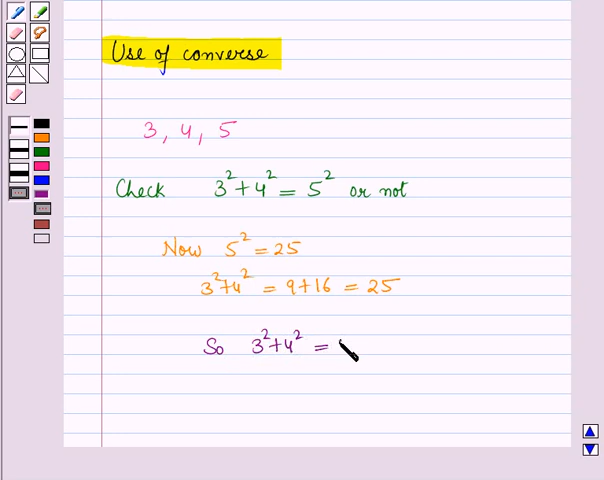 Use of converse
3, 4, 5
Check 3² + 4² = 5² or not
Now 5² = 25
3² + 4² = 9 + 16 = 25
So 3² + 4² =